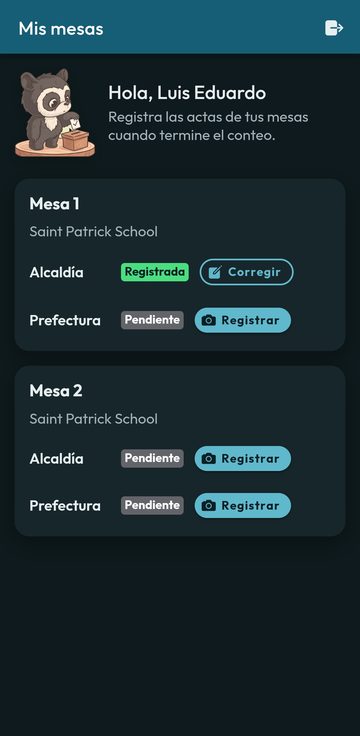 Mis mesas
Hola, Luis Eduardo
Registra las actas de tus mesas
cuando termine el conteo.
Mesa 1
Saint Patrick School
Alcaldía Registrada Corregir
Prefectura Pendiente Registrar
Mesa 2
Saint Patrick School
Alcaldía Pendiente Registrar
Prefectura Pendiente Registrar